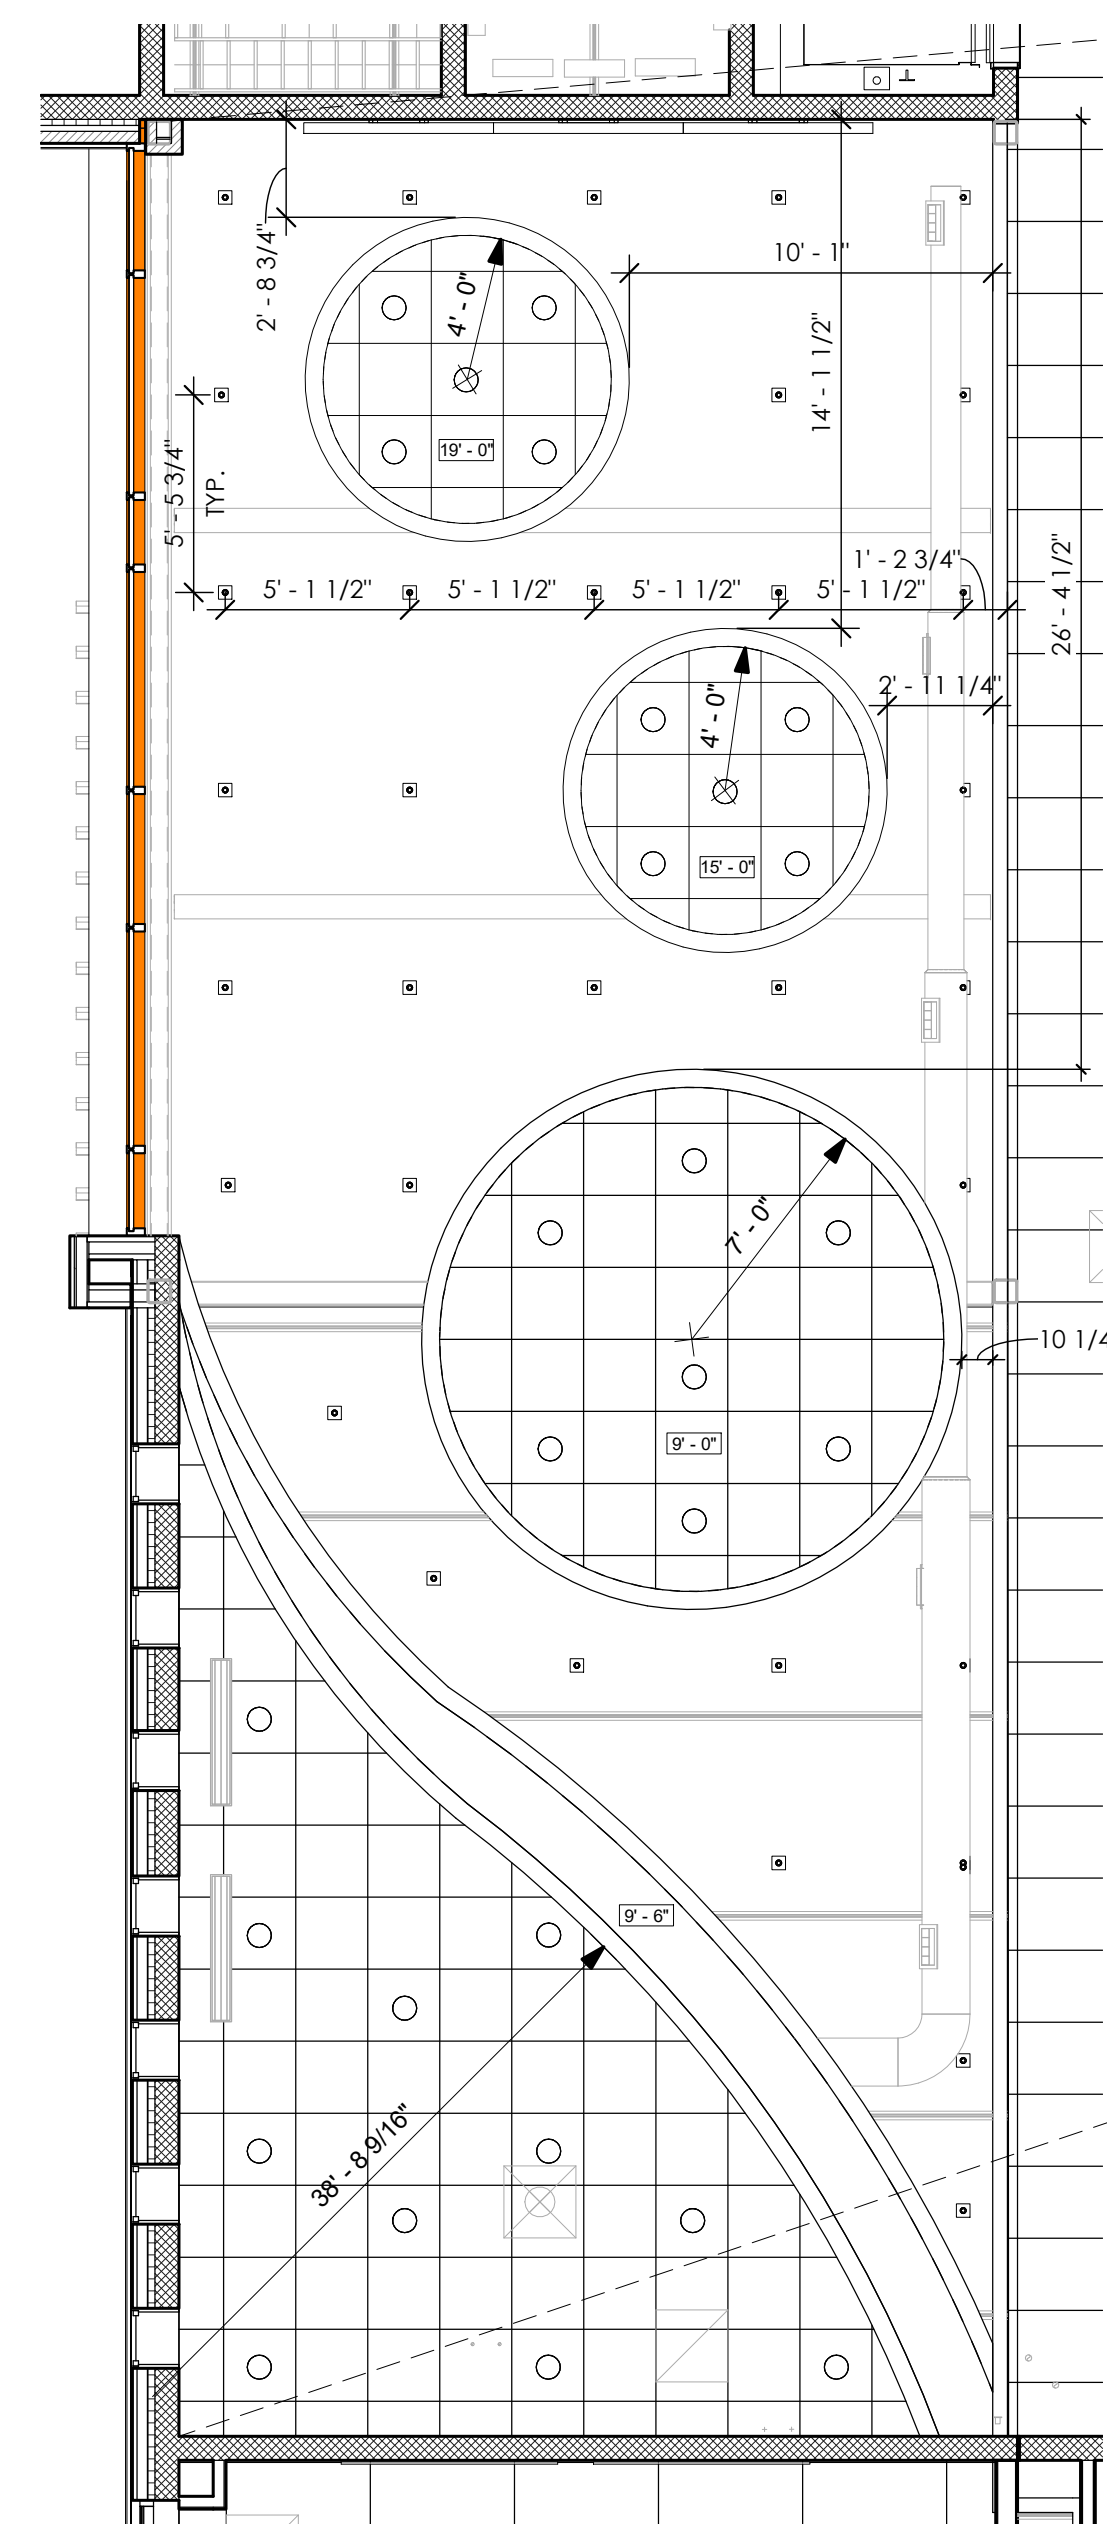 2' - 8 3/4"
10' - 1"
4' - 0"
14' - 1 1/2"
19' - 0"
5' - 5 3/4"
TYP.
1' - 2 3/4"
5' - 1 1/2"
5' - 1 1/2"
5' - 1 1/2"
5' - 1 1/2"
26' - 4 1/2"
2' - 11 1/4"
4' - 0"
15' - 0"
7' - 0"
10 1/4
9' - 0"
9' - 6"
38' - 8 9/16"